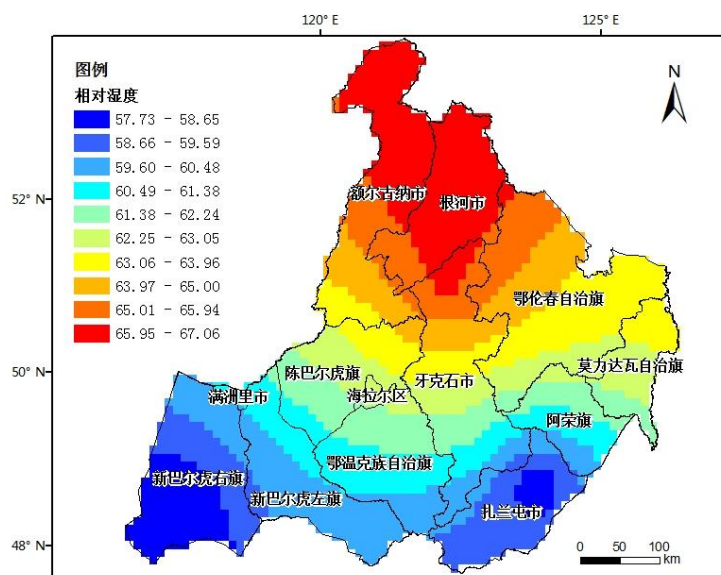 120° E
125° E
图例
N
相对湿度
57.73 - 58.65
58.66 - 59.59
59.60 - 60.48
60.49 - 61.38
61.38 - 62.24
62.25 - 63.05
63.06 - 63.96
63.97 - 65.00
65.01 - 65.94
65.95 - 67.06
52° N
额尔古纳市
根河市
鄂伦春自治旗
50° N
陈巴尔虎旗
牙克石市
莫力达瓦自治旗
满洲里市
海拉尔区
阿荣旗
鄂温克族自治旗
新巴尔虎右旗
新巴尔虎左旗
扎兰屯市
48° N
0 50 100
km